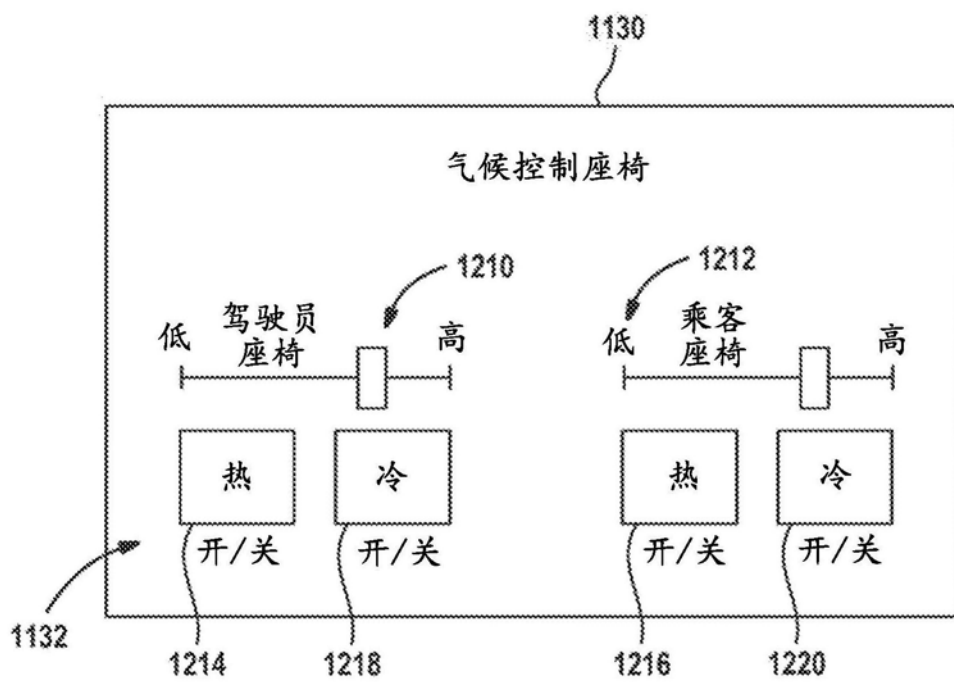 1130
气候控制座椅
1210
1212
低
驾驶员
座椅
高
低
乘客
座椅
高
热
冷
热
冷
开/关
开/关
开/关
开/关
1132
1214
1218
1216
1220